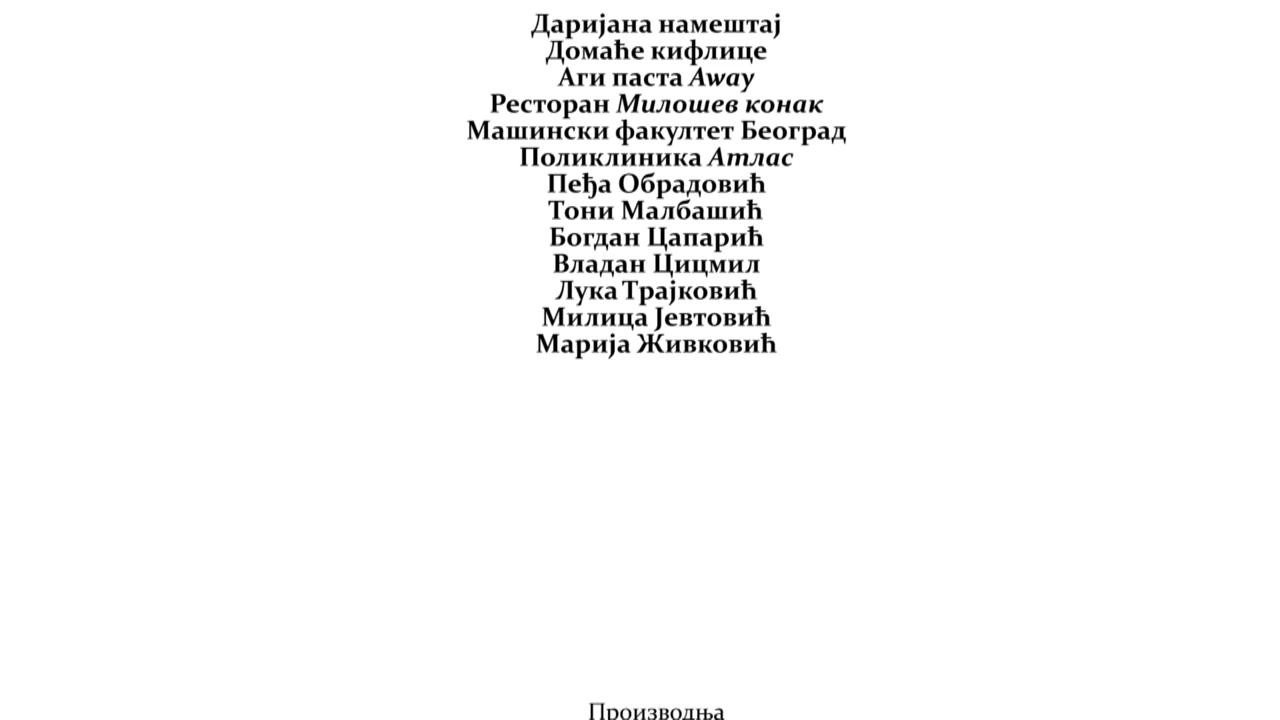 Даријана намештај
Домаће кифлице
Аги паста Away
Ресторан Милошев конак
Машински факултет Београд
Поликлиника Атлас
Пеђа Обрадовић
Тони Малбашић
Богдан Цапарић
Владан Цицмил
Лука Трајковић
Милица Јевтовић
Марија Живковић
Производња